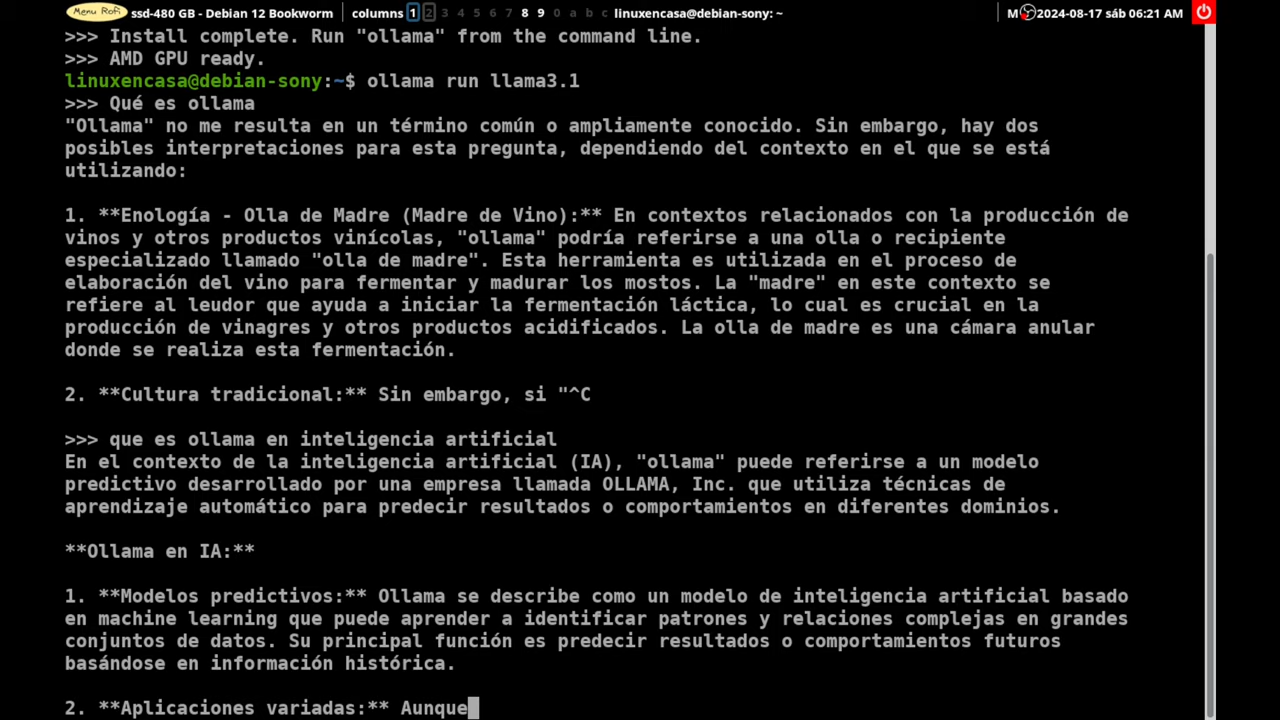 Menu Rofi ssd-480 GB - Debian 12 Bookworm columns 1 2 3 4 5 6 7 8 9 0 a b c linuxencasa@debian-sony: ~ M 2024-08-17 sáb 06:21 AM
>>> Install complete. Run "ollama" from the command line.
>>> AMD GPU ready.
linuxencasa@debian-sony:~$ ollama run llama3.1
>>> Qué es ollama
"Ollama" no me resulta en un término común o ampliamente conocido. Sin embargo, hay dos
posibles interpretaciones para esta pregunta, dependiendo del contexto en el que se está
utilizando:
1. **Enología - Olla de Madre (Madre de Vino):** En contextos relacionados con la producción de
vinos y otros productos vinícolas, "ollama" podría referirse a una olla o recipiente
especializado llamado "olla de madre". Esta herramienta es utilizada en el proceso de
elaboración del vino para fermentar y madurar los mostos. La "madre" en este contexto se
refiere al leudor que ayuda a iniciar la fermentación láctica, lo cual es crucial en la
producción de vinagres y otros productos acidificados. La olla de madre es una cámara anular
donde se realiza esta fermentación.
2. **Cultura tradicional:** Sin embargo, si "^C
>>> que es ollama en inteligencia artificial
En el contexto de la inteligencia artificial (IA), "ollama" puede referirse a un modelo
predictivo desarrollado por una empresa llamada OLLAMA, Inc. que utiliza técnicas de
aprendizaje automático para predecir resultados o comportamientos en diferentes dominios.
**Ollama en IA:**
1. **Modelos predictivos:** Ollama se describe como un modelo de inteligencia artificial basado
en machine learning que puede aprender a identificar patrones y relaciones complejas en grandes
conjuntos de datos. Su principal función es predecir resultados o comportamientos futuros
basándose en información histórica.
2. **Aplicaciones variadas:** Aunque